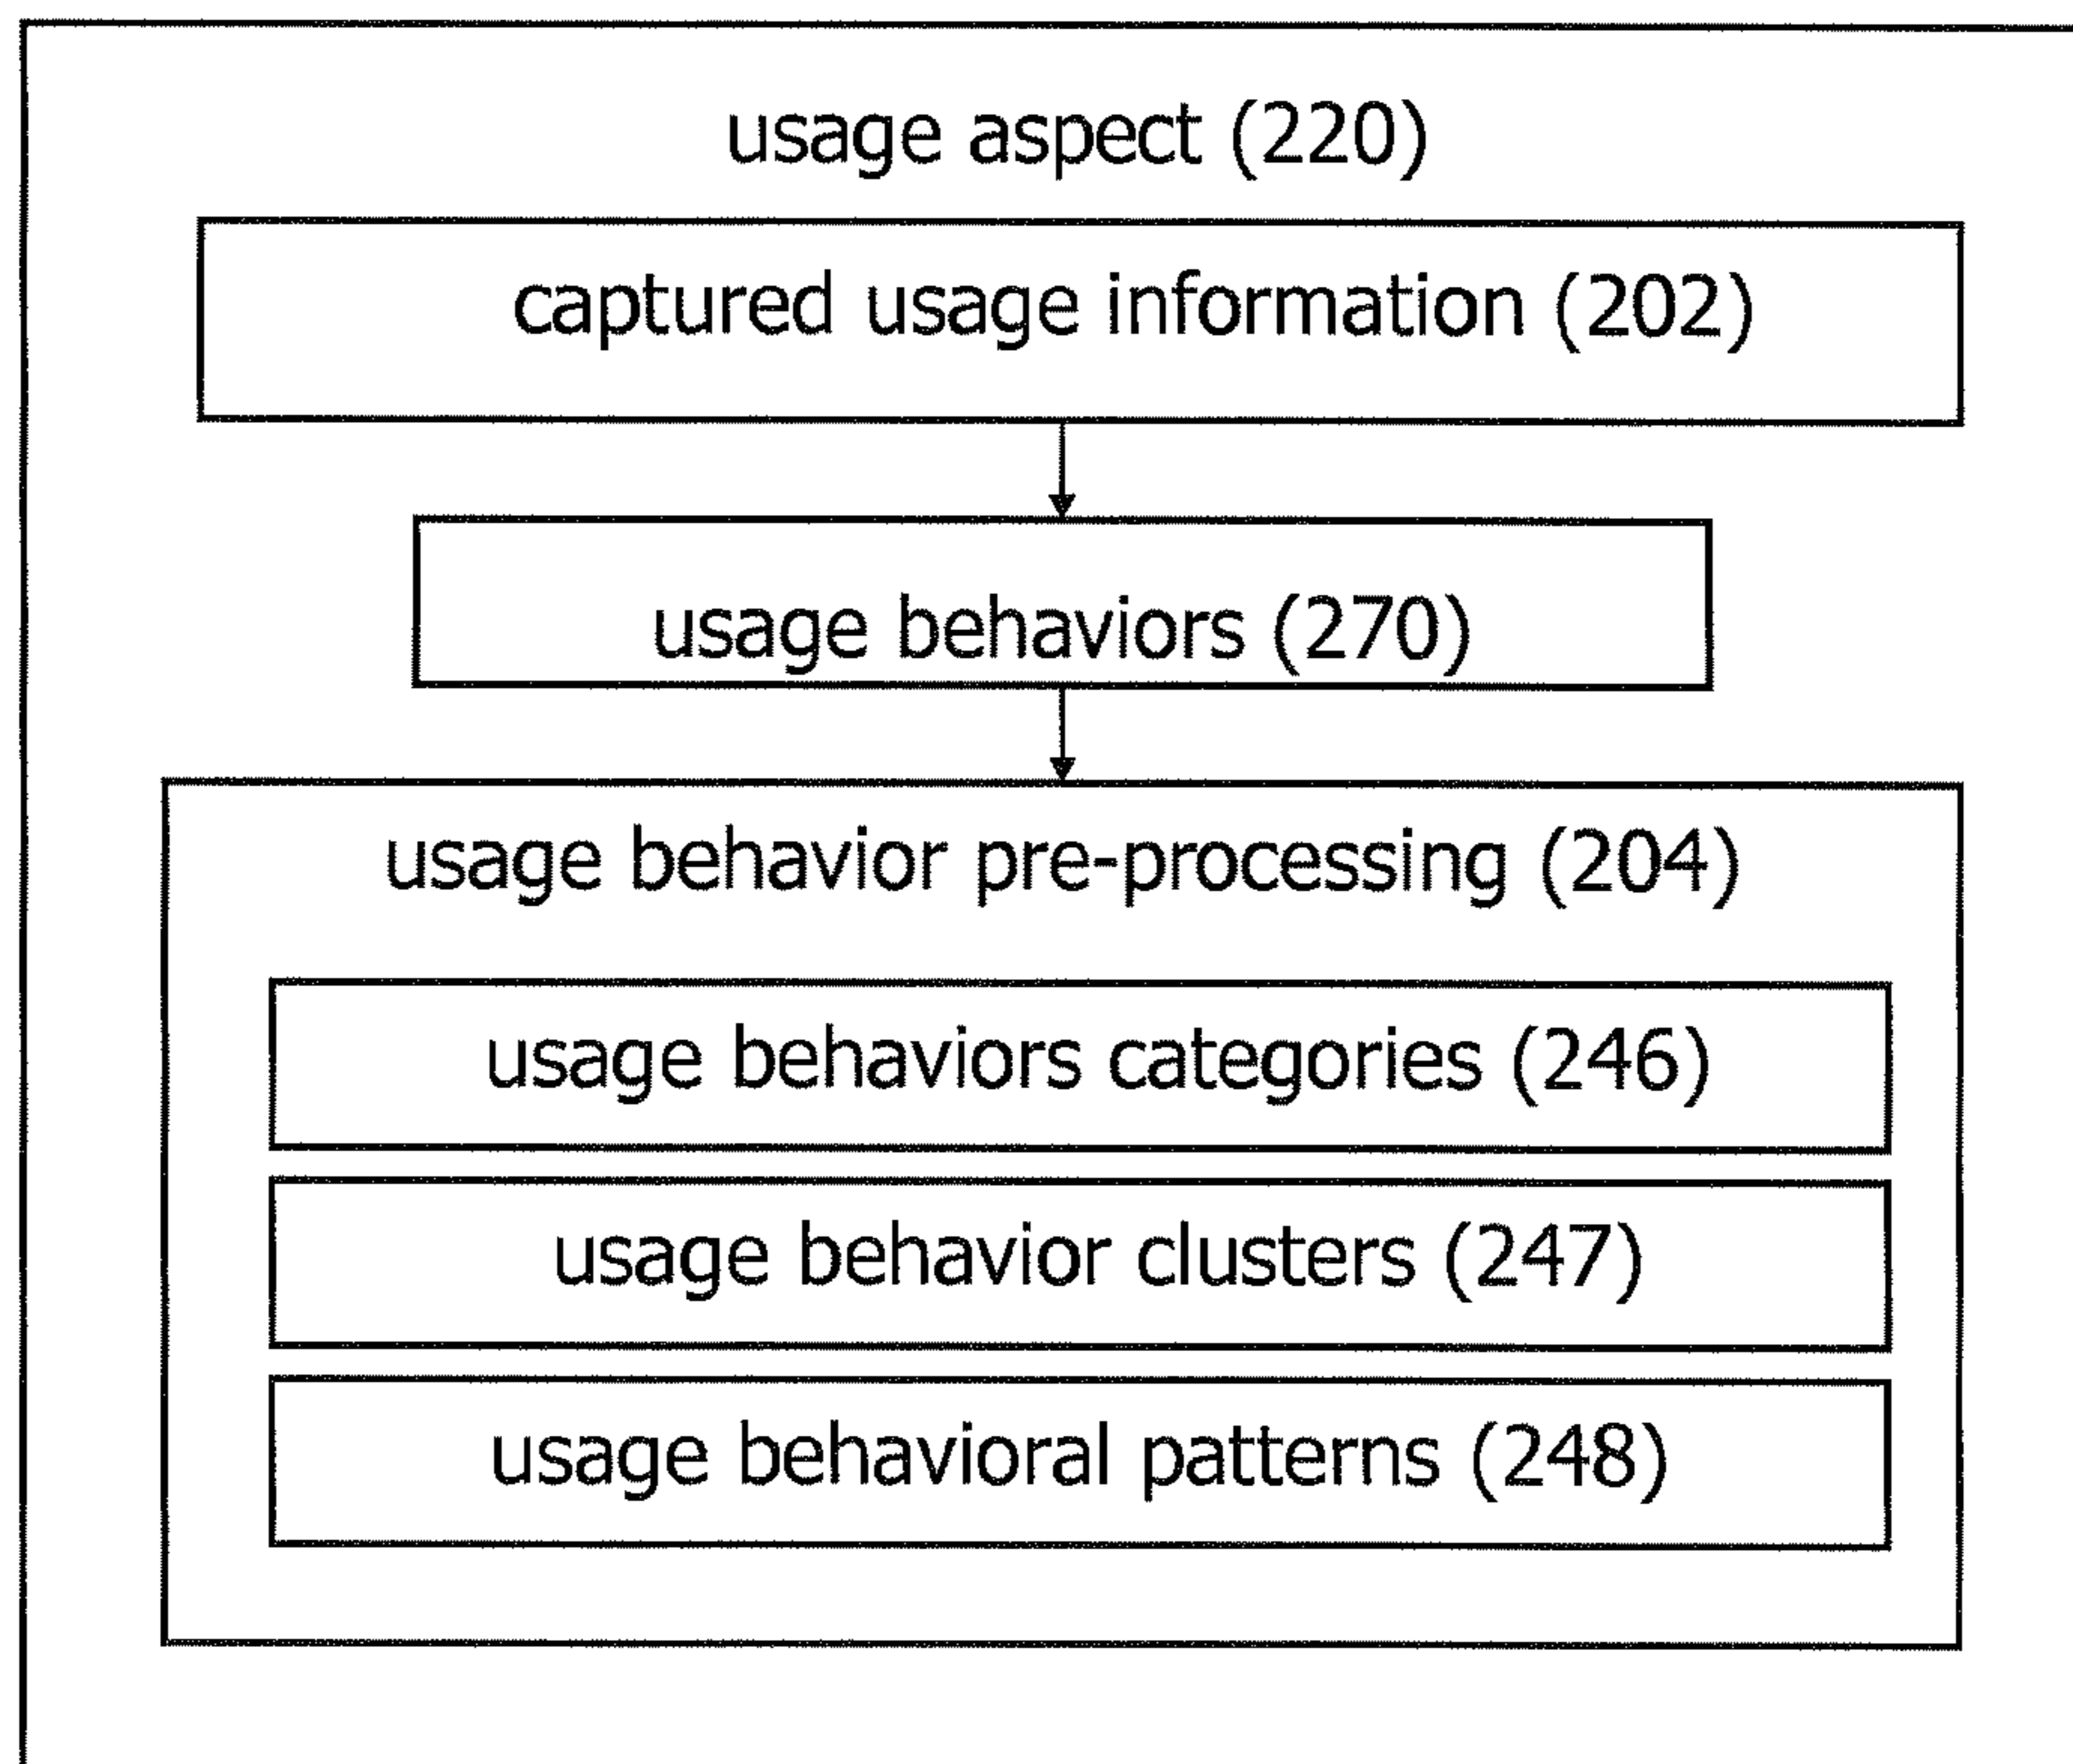 usage aspect (220)
captured usage information (202)
usage behaviors (270)
usage behavior pre-processing (204)
usage behaviors categories (246)
usage behavior clusters (247)
usage behavioral patterns (248)